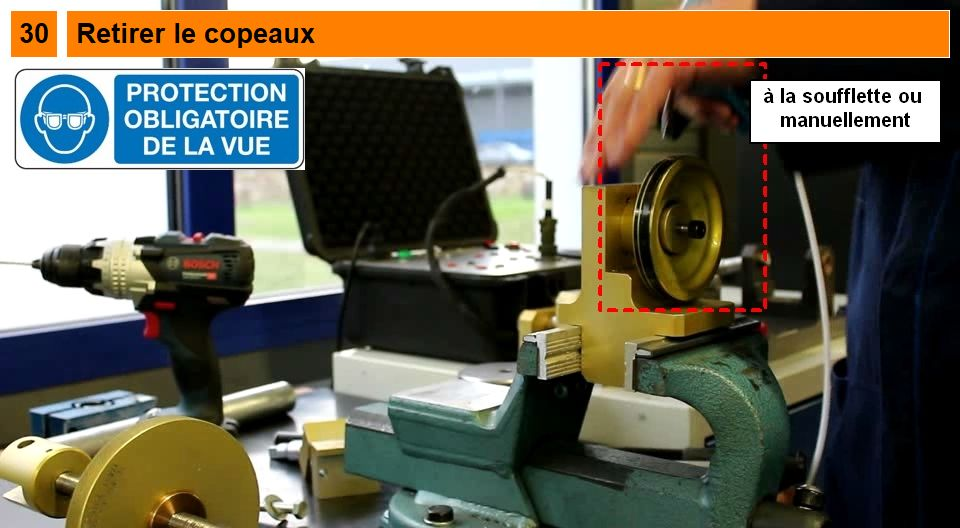 30
Retirer le copeaux
PROTECTION
OBLIGATOIRE
DE LA VUE
à la soufflette ou
manuellement
BOSCH